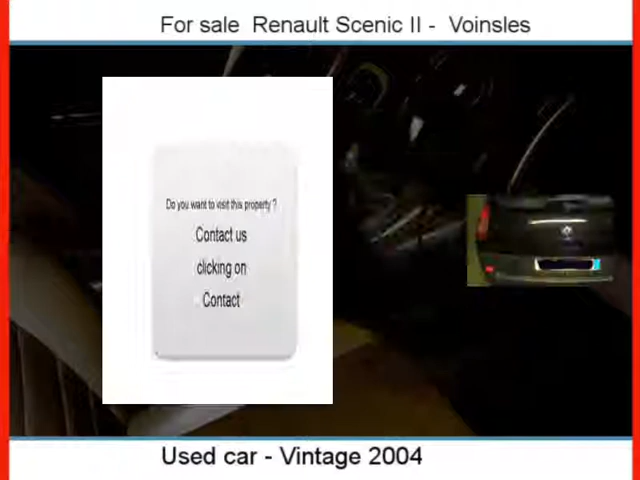 For sale Renault Scenic II - Voinsles
Do you want to visit this property ?
Contact us
clicking on
Contact
Used car - Vintage 2004